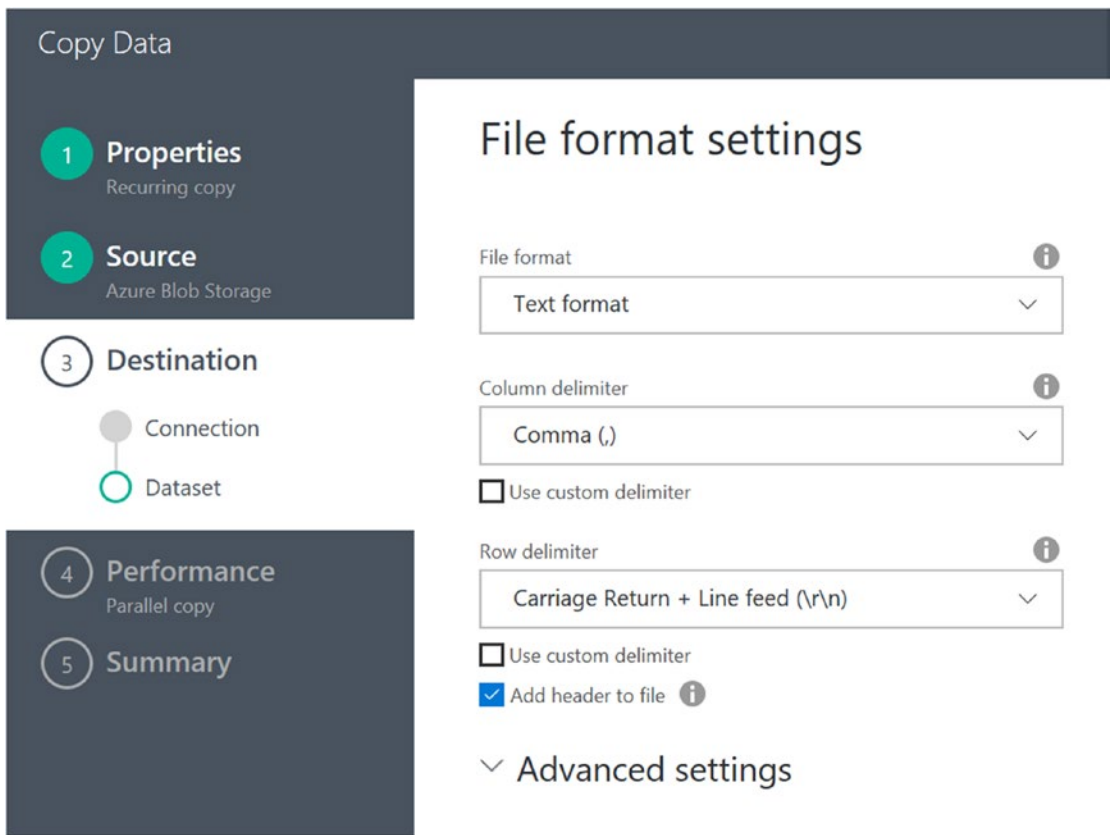 Copy Data
1
Properties
Recurring copy
2
Source
Azure Blob Storage
3
Destination
Connection
Dataset
4
Performance
Parallel copy
5
Summary
File format settings
File format
Text format
Column delimiter
Comma (,)
Use custom delimiter
Row delimiter
Carriage Return + Line feed (\r\n)
Use custom delimiter
Add header to file
Advanced settings